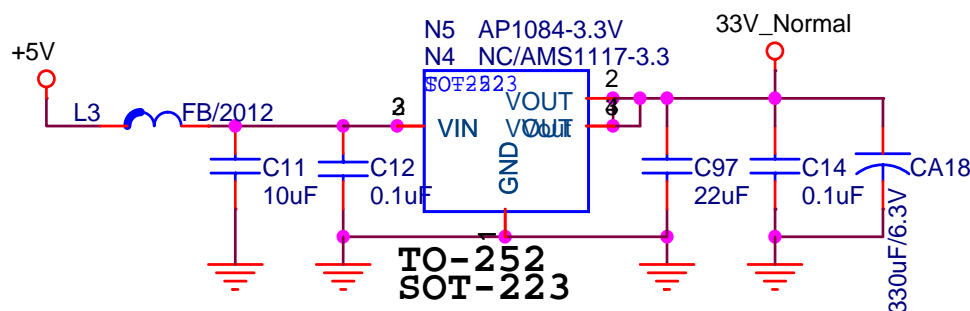 N5 AP1084-3.3V
33V_Normal
+5V
N4 NC/AMS1117-3.3
2
L3
FB/2012
VOUT
VIN
VOut
GND
C11
10uF
C12
0.1uF
C97
22uF
C14
0.1uF
CA18
330uF/6.3V
1
TO-252
SOT-223